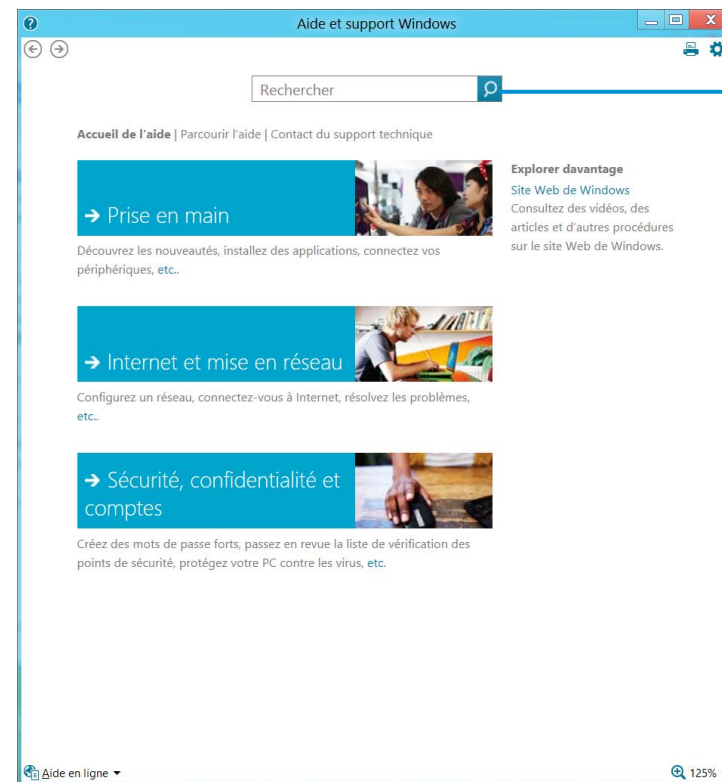 Aide et support Windows
Rechercher
Accueil de l'aide | Parcourir l'aide | Contact du support technique
→ Prise en main
Découvrez les nouveautés, installez des applications, connectez vos
périphériques, etc..
Explorer davantage
Site Web de Windows
Consultez des vidéos, des
articles et d'autres procédures
sur le site Web de Windows.
→ Internet et mise en réseau
Configurez un réseau, connectez-vous à Internet, résolvez les problèmes,
etc..
→ Sécurité, confidentialité et
comptes
Créez des mots de passe forts, passez en revue la liste de vérification des
points de sécurité, protégez votre PC contre les virus, etc.
Aide en ligne ▼
125%